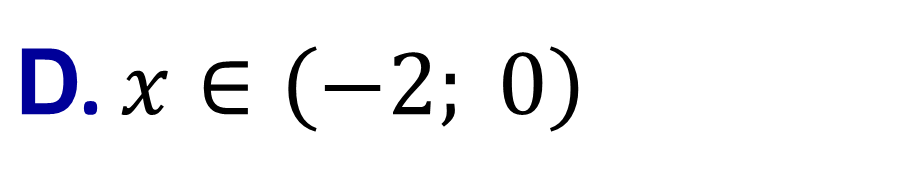 D. x ∈ (−2; 0)